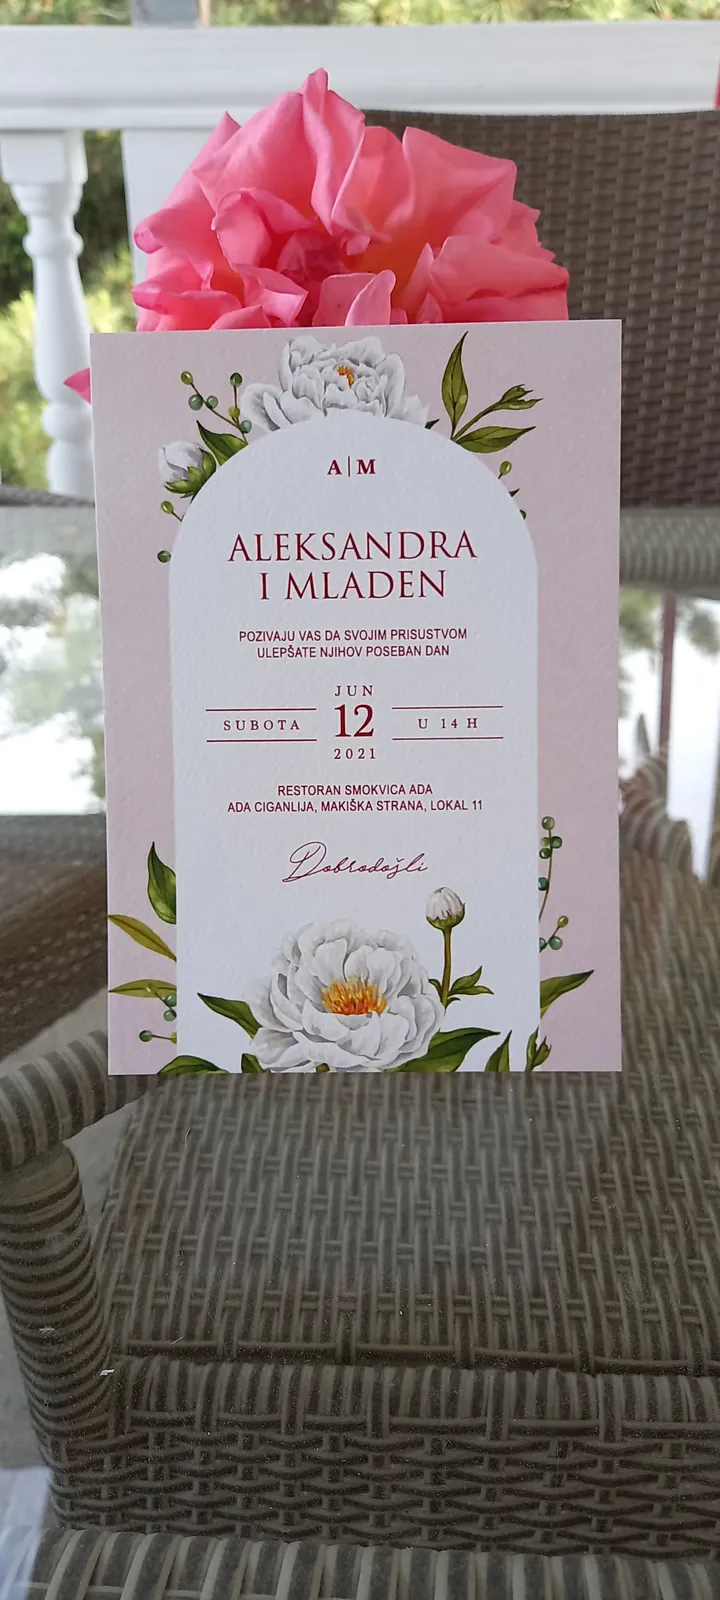 A|M
ALEKSANDRA
I MLADEN
POZIVAJU VAS DA SVOJIM PRISUSTVOM
ULEPŠATE NJIHOV POSEBAN DAN
JUN
SUBOTA 12 U 14 H
2021
RESTORAN SMOKVICA ADA
ADA CIGANLIJA, MAKIŠKA STRANA, LOKAL 11
Dobrodošli